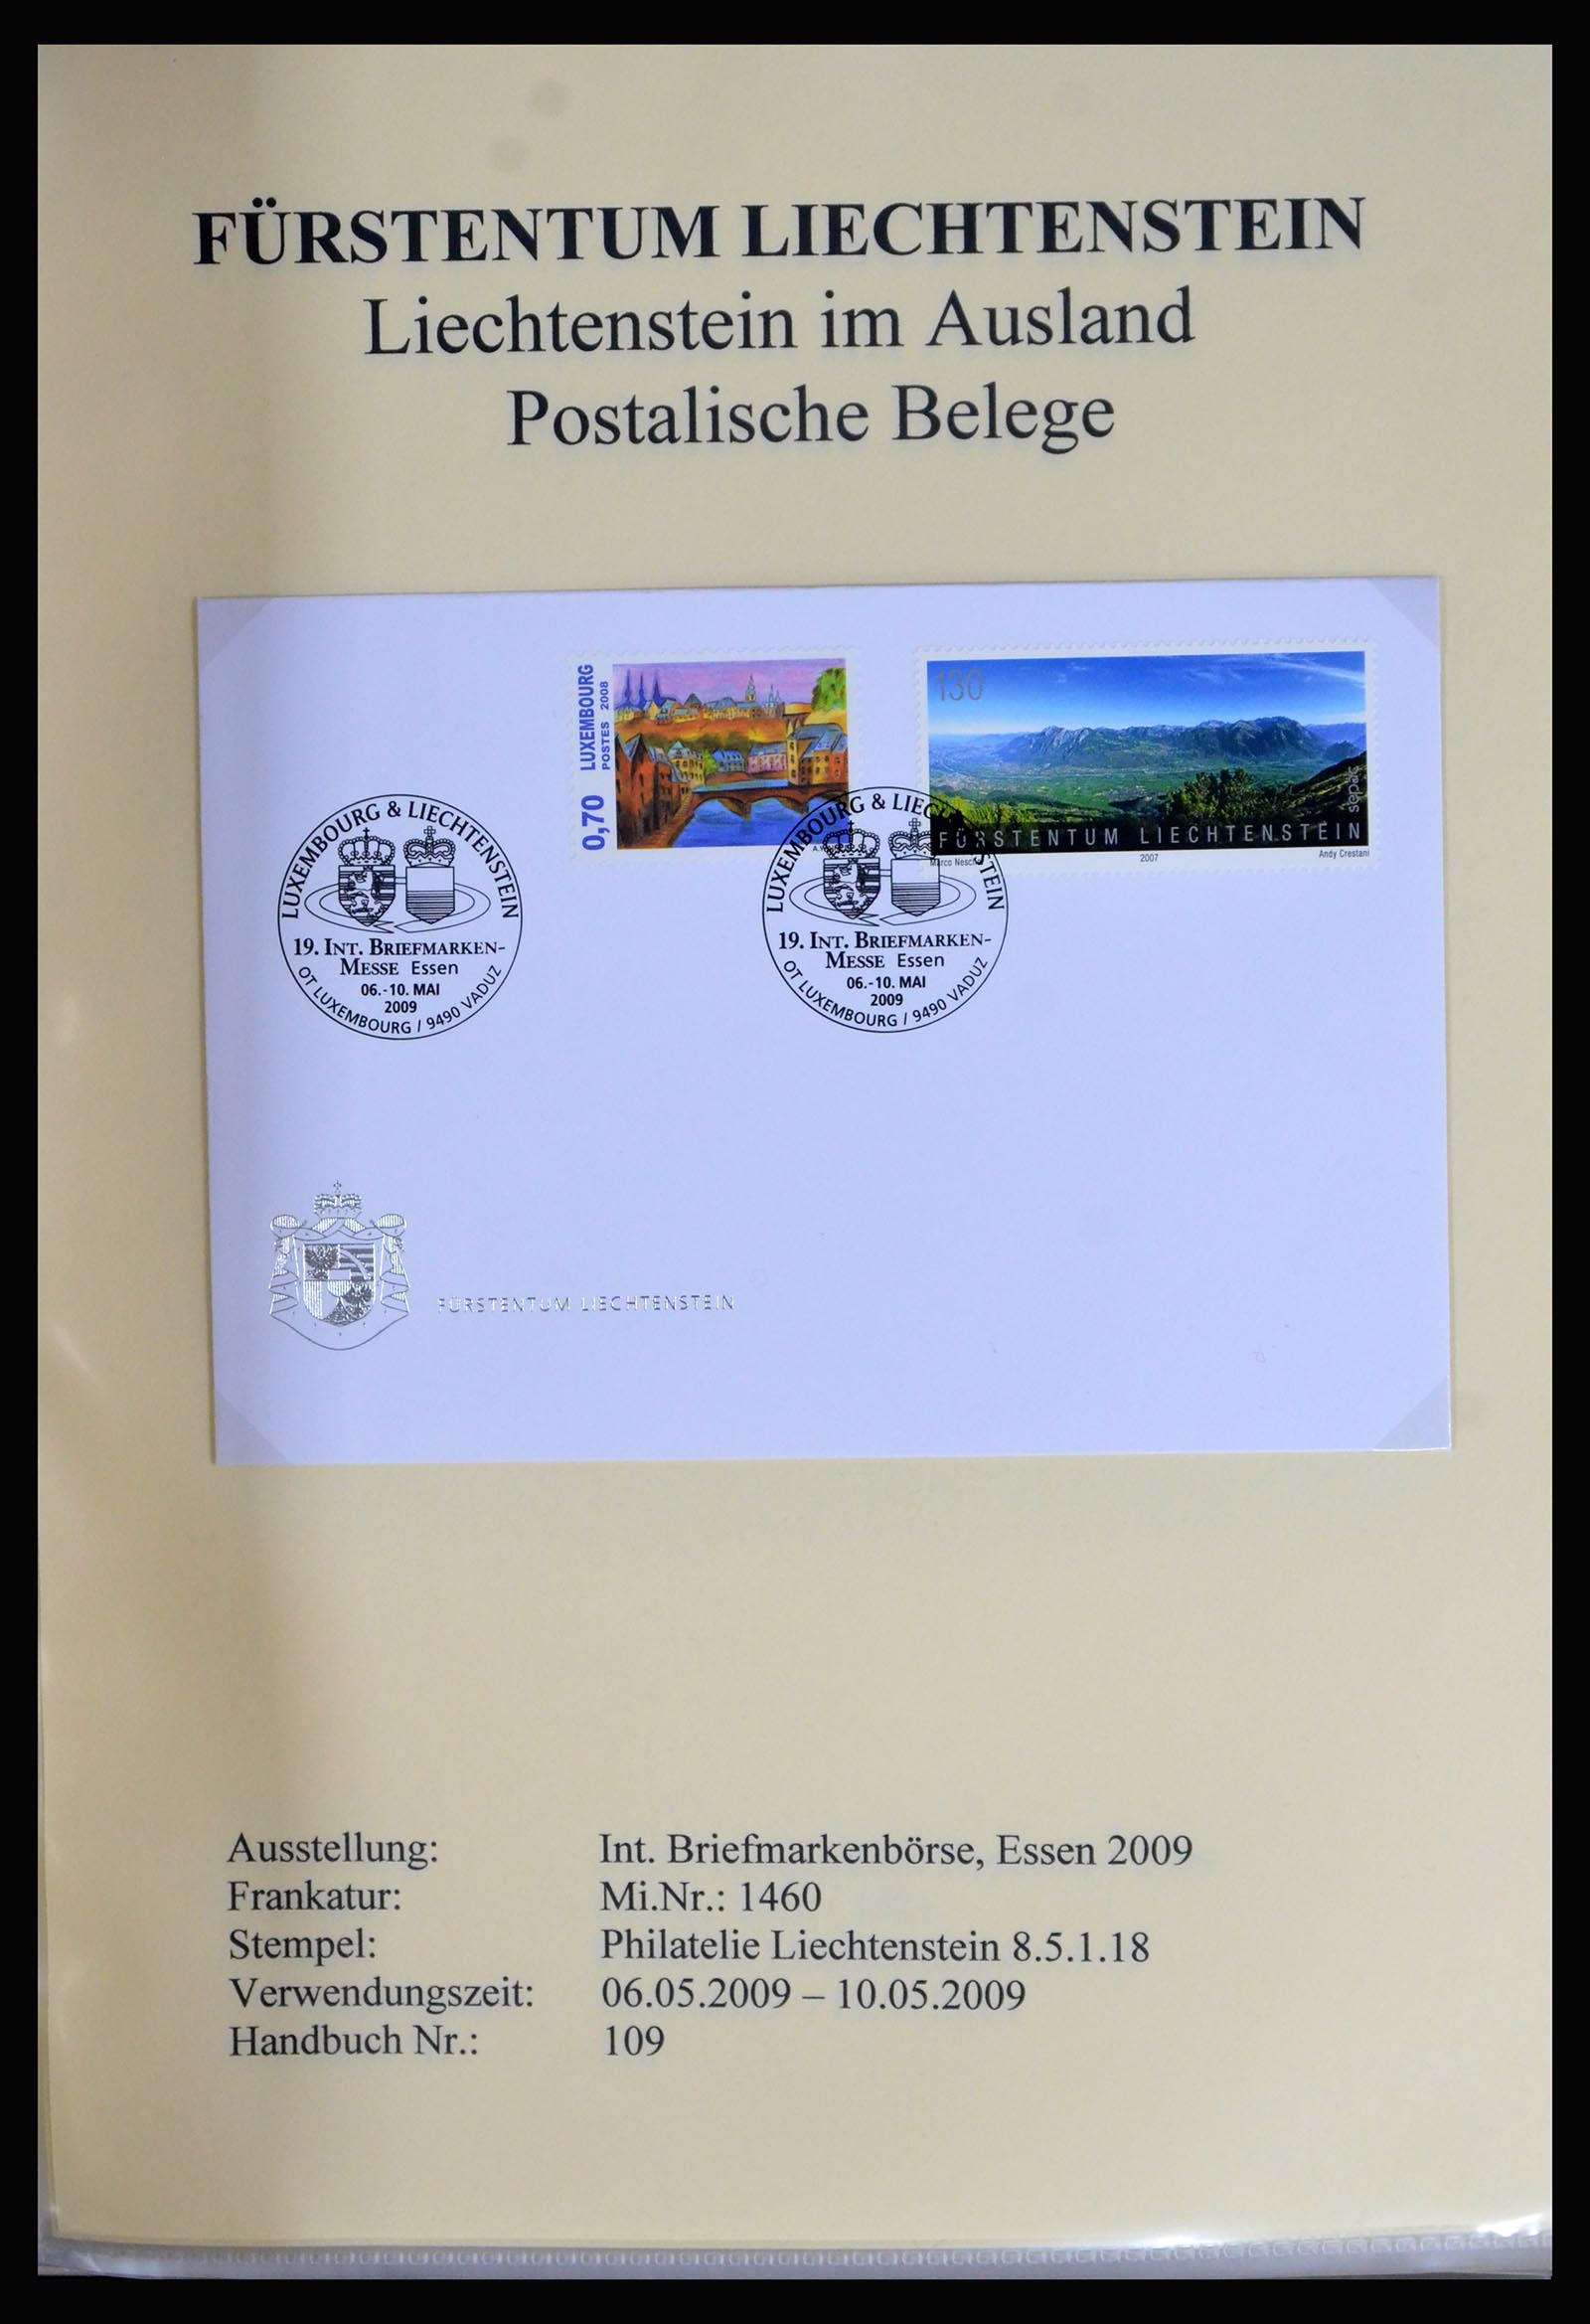 FÜRSTENTUM LIECHTENSTEIN
Liechtenstein im Ausland
Postalische Belege
LUXEMBOURG
POSTES 2008
0,70
130
sepac
FÜRSTENTUM LIECHTENSTEIN
Marco Nesc
2007
Andy Crestani
LUXEMBOURG & LIECHTENSTEIN
19. INT. BRIEFMARKEN-
MESSE Essen
06.-10. MAI
2009
OT LUXEMBOURG / 9490 VADUZ
LUXEMBOURG & LIECHTENSTEIN
19. INT. BRIEFMARKEN-
MESSE Essen
06.-10. MAI
2009
OT LUXEMBOURG / 9490 VADUZ
FÜRSTENTUM LIECHTENSTEIN
Ausstellung: Int. Briefmarkenbörse, Essen 2009
Frankatur: Mi.Nr.: 1460
Stempel: Philatelie Liechtenstein 8.5.1.18
Verwendungszeit: 06.05.2009 – 10.05.2009
Handbuch Nr.: 109